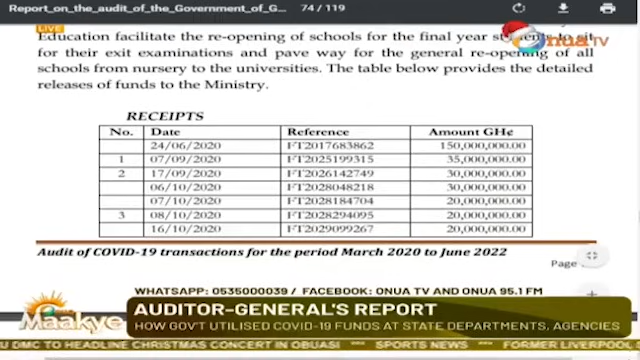 Report_on_the_audit_of_the_Government_of_G... 74 / 119
LIVE
Education facilitate the re-opening of schools for the final year students to sit
for their exit examinations and pave way for the general re-opening of all
schools from nursery to the universities. The table below provides the detailed
releases of funds to the Ministry.
onua TV
RECEIPTS
No. Date Reference Amount GH¢
24/06/2020 FT2017683862 150,000,000.00
1 07/09/2020 FT2025199315 35,000,000.00
2 17/09/2020 FT2026142749 30,000,000.00
06/10/2020 FT2028048218 30,000,000.00
07/10/2020 FT2028184704 20,000,000.00
3 08/10/2020 FT2028294095 20,000,000.00
16/10/2020 FT2029099267 20,000,000.00
Audit of COVID-19 transactions for the period March 2020 to June 2022
Page
WHATSAPP: 0535000039 / FACEBOOK: ONUA TV AND ONUA 95.1 FM
Maakye
AUDITOR-GENERAL'S REPORT
HOW GOV'T UTILISED COVID-19 FUNDS AT STATE DEPARTMENTS, AGENCIES
U DMC TO HEADLINE CHRISTMAS CONCERT IN OBUASI ** SPORTS NEWS ** FORMER LIVERPOOL